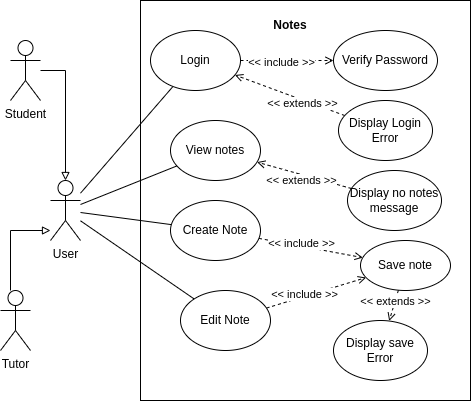 Notes
Login
<< include >>
Verify Password
Student
<< extends >>
Display Login
Error
View notes
<< extends >>
Display no notes
message
User
Create Note
<< include >>
Save note
<< include >>
<< extends >>
Edit Note
Display save
Error
Tutor